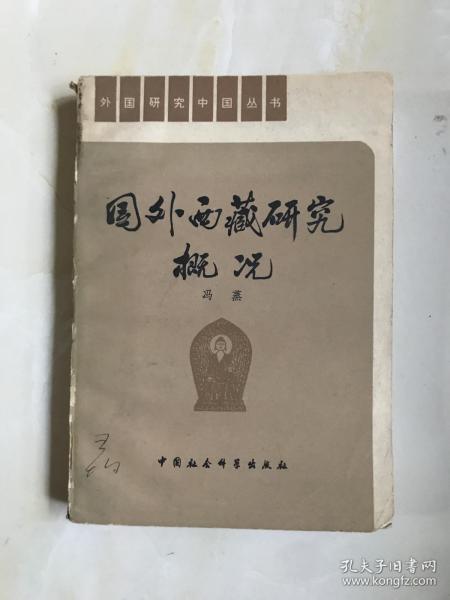 外国研究中国丛书
国外西藏研究
概况
冯蒸
中国社会科学出版社
孔夫子旧书网
www.kongfz.com